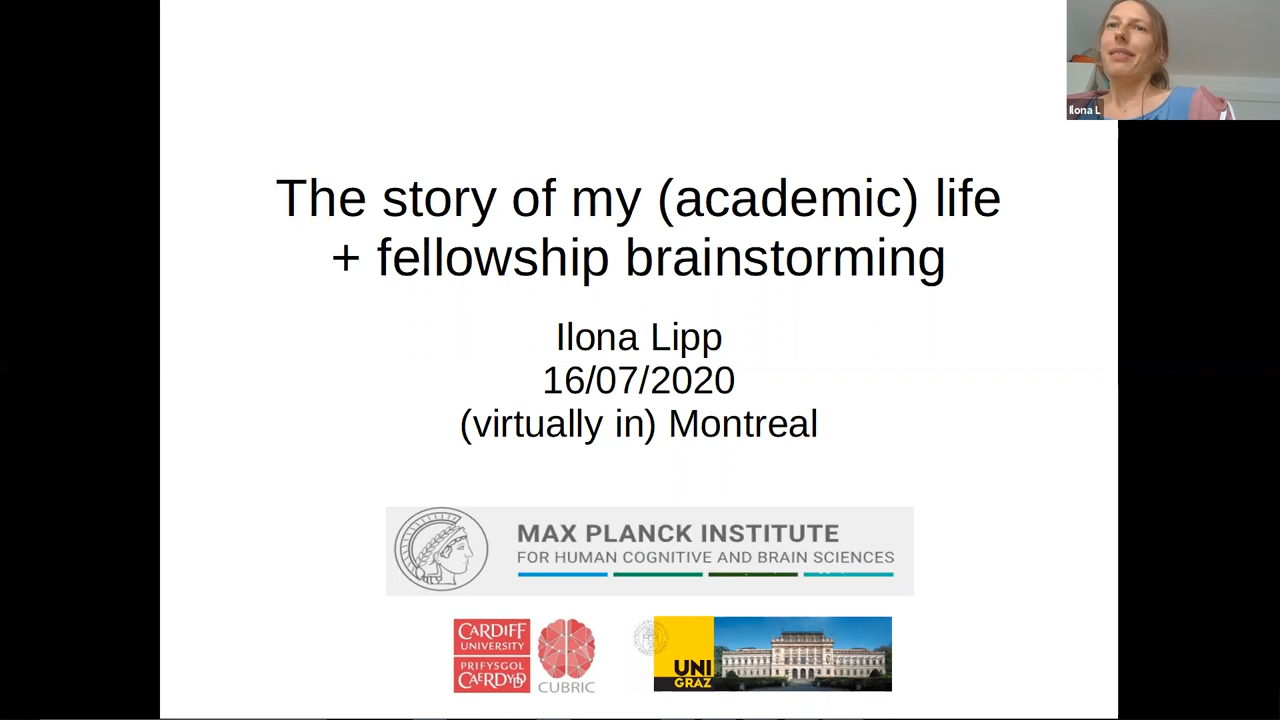 Ilona L
The story of my (academic) life
+ fellowship brainstorming
Ilona Lipp
16/07/2020
(virtually in) Montreal
MAX PLANCK INSTITUTE
FOR HUMAN COGNITIVE AND BRAIN SCIENCES
CARDIFF
UNIVERSITY
PRIFYSGOL
CAERDYDD
CUBRIC
UNI
GRAZ